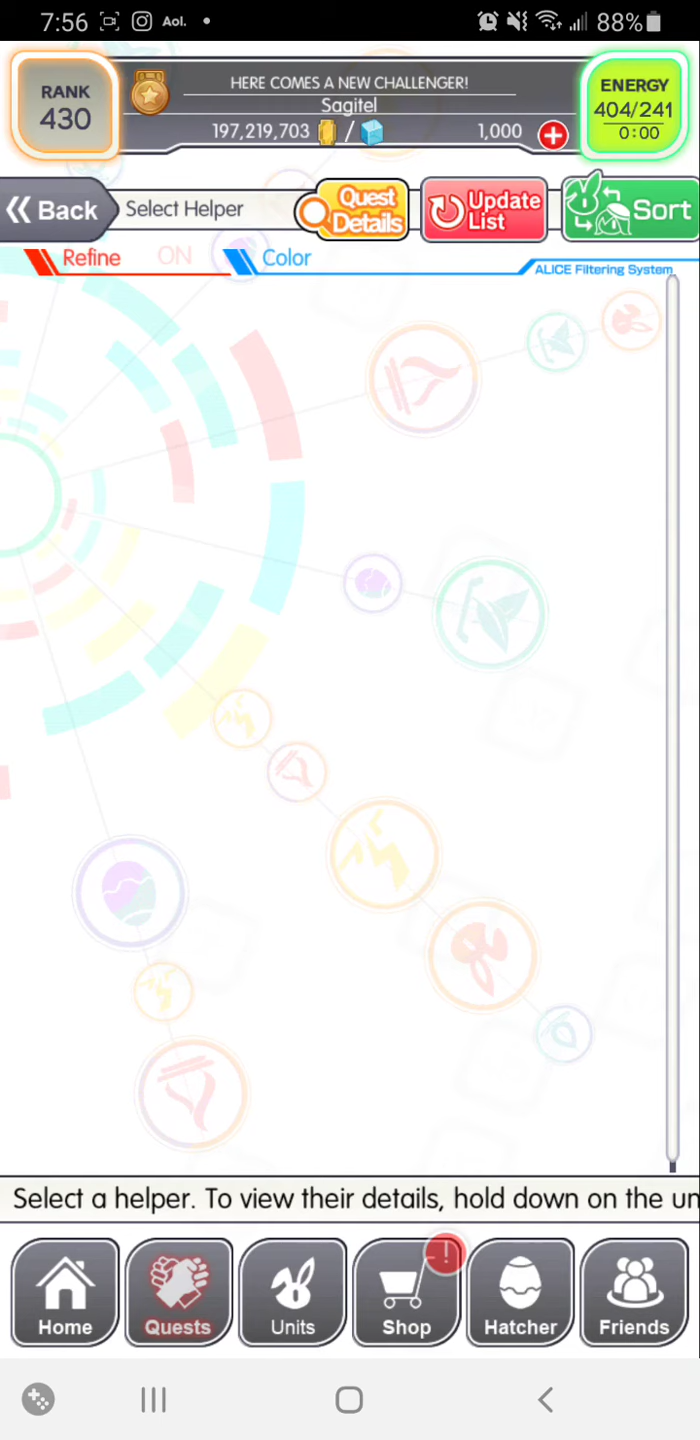 7:56 Aol. 88%
RANK
430
HERE COMES A NEW CHALLENGER!
Sagitel
197,219,703 / 1,000
ENERGY
404/241
0:00
Back
Select Helper
Quest
Details
Update
List
Sort
Refine ON
Color
ALICE Filtering System
Select a helper. To view their details, hold down on the un
Home
Quests
Units
Shop
Hatcher
Friends